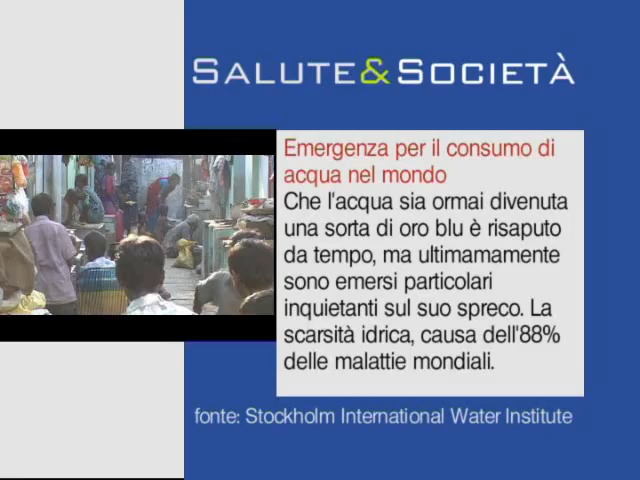 SALUTE&SOCIETÀ
Emergenza per il consumo di
acqua nel mondo
Che l'acqua sia ormai divenuta
una sorta di oro blu è risaputo
da tempo, ma ultimamamente
sono emersi particolari
inquietanti sul suo spreco. La
scarsità idrica, causa dell'88%
delle malattie mondiali.
fonte: Stockholm International Water Institute